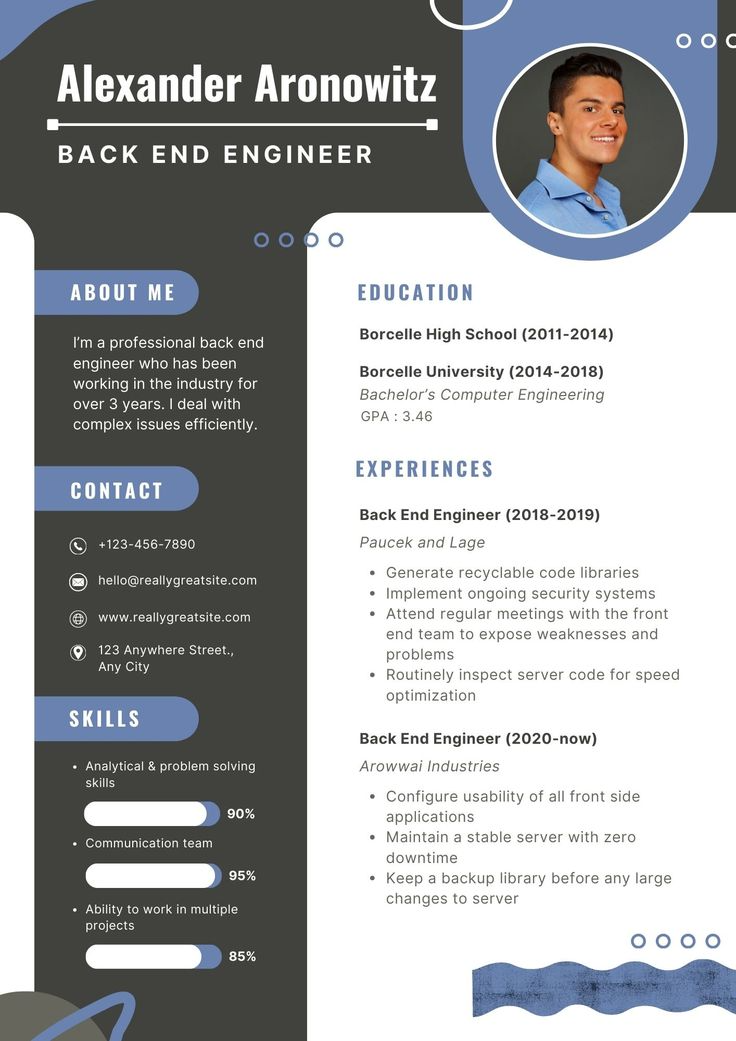 Alexander Aronowitz
BACK END ENGINEER
ABOUT ME
I'm a professional back end
engineer who has been
working in the industry for
over 3 years. I deal with
complex issues efficiently.
CONTACT
+123-456-7890
hello@reallygreatsite.com
www.reallygreatsite.com
123 Anywhere Street.,
Any City
SKILLS
• Analytical & problem solving
skills
90%
• Communication team
95%
• Ability to work in multiple
projects
85%
EDUCATION
Borcelle High School (2011-2014)
Borcelle University (2014-2018)
Bachelor's Computer Engineering
GPA : 3.46
EXPERIENCES
Back End Engineer (2018-2019)
Paucek and Lage
• Generate recyclable code libraries
• Implement ongoing security systems
• Attend regular meetings with the front
end team to expose weaknesses and
problems
• Routinely inspect server code for speed
optimization
Back End Engineer (2020-now)
Arowwai Industries
• Configure usability of all front side
applications
• Maintain a stable server with zero
downtime
• Keep a backup library before any large
changes to server